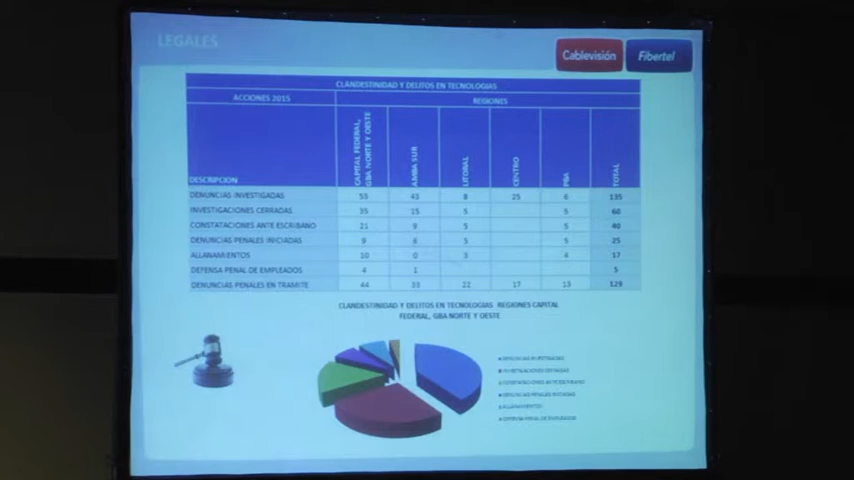 LEGALES
Cablevisión Fibertel
CLANDESTINIDAD Y DELITOS EN TECNOLOGIAS
ACCIONES 2015 REGIONES
DESCRIPCION CAPITAL FEDERAL, GBA NORTE Y OESTE AMBA SUR LITORAL CENTRO PBA TOTAL
DENUNCIAS INVESTIGADAS 53 43 8 25 6 135
INVESTIGACIONES CERRADAS 35 15 5 5 60
CONSTATACIONES ANTE ESCRIBANO 21 9 5 5 40
DENUNCIAS PENALES INICIADAS 9 6 5 5 25
ALLANAMIENTOS 10 0 3 4 17
DEFENSA PENAL DE EMPLEADOS 4 1 5
DENUNCIAS PENALES EN TRAMITE 44 33 22 17 13 129
CLANDESTINIDAD Y DELITOS EN TECNOLOGIAS REGIONES CAPITAL
FEDERAL, GBA NORTE Y OESTE
DENUNCIAS INVESTIGADAS
INVESTIGACIONES CERRADAS
CONSTATACIONES ANTE ESCRIBANO
DENUNCIAS PENALES INICIADAS
ALLANAMIENTOS
DEFENSA PENAL DE EMPLEADOS